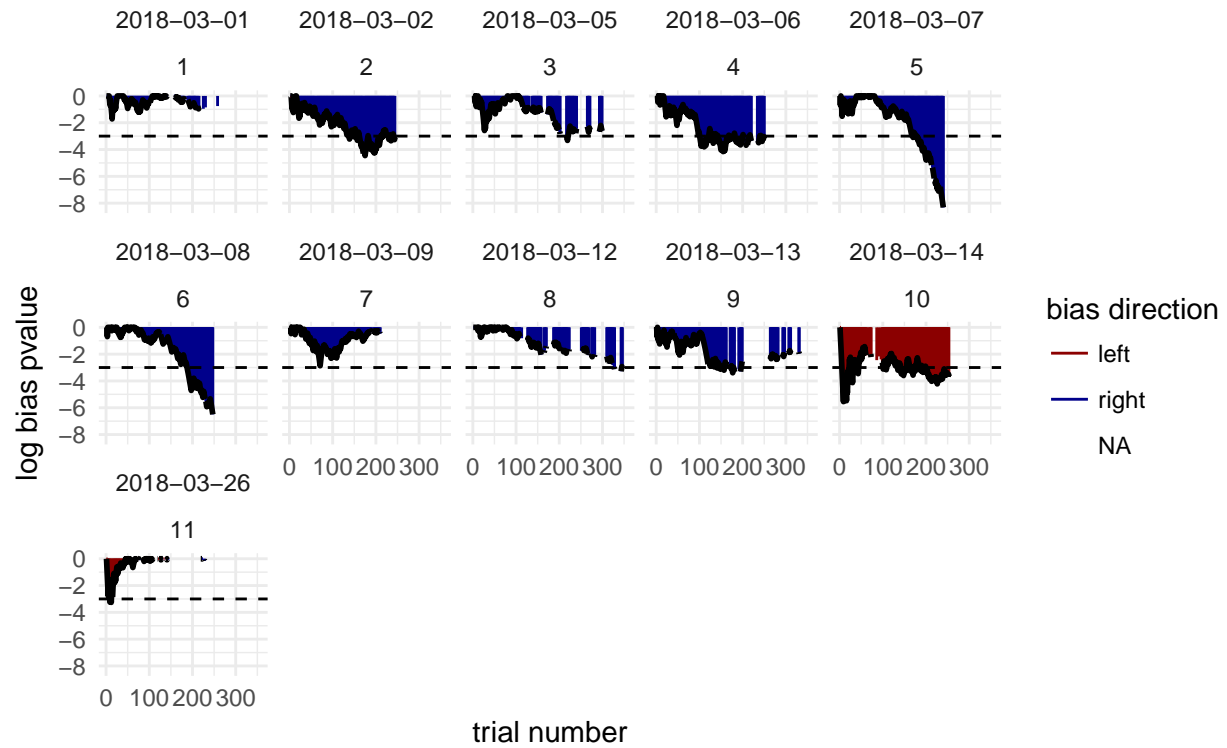 2018−03−01 2018−03−02 2018−03−05 2018−03−06 2018−03−07
1 2 3 4 5
0
−2
−4
−6
−8
2018−03−08 2018−03−09 2018−03−12 2018−03−13 2018−03−14
6 7 8 9 10
0
−2
−4
−6
−8
0 100 200 300 0 100 200 300 0 100 200 300 0 100 200 300
2018−03−26
11
0
−2
−4
−6
−8
0 100 200 300
trial number
log bias pvalue
bias direction
left
right
NA